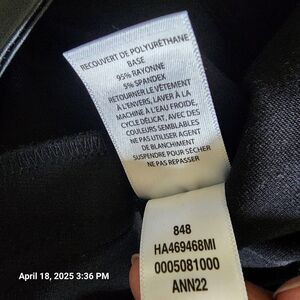 RECOUVERT DE POLYURÉTHANE
BASE
95% RAYONNE
5% SPANDEX
RETOURNER LE VÊTEMENT
À L'ENVERS, LAVER À LA
MACHINE À L'EAU FROIDE,
CYCLE DÉLICAT, AVEC DES
COULEURS SEMBLABLES
NE PAS UTILISER AGENT
DE BLANCHIMENT
SUSPENDRE POUR SÉCHER
NE PAS REPASSER
848
HA469468MI
0005081000
ANN22
April 18, 2025 3:36 PM